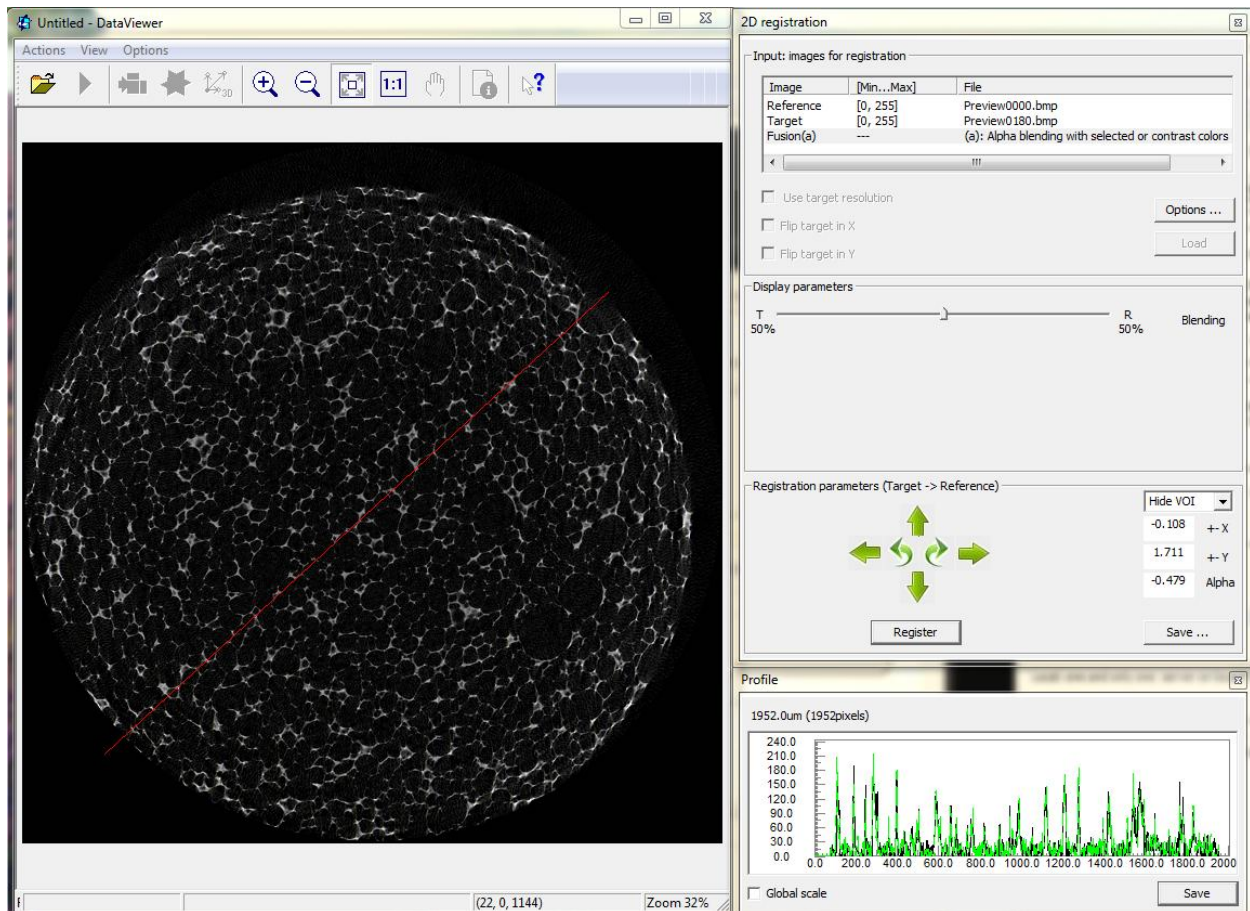 Untitled - DataViewer
Actions View Options
3D
1:1
?
(22, 0, 1144) Zoom 32%
2D registration
Input: images for registration
Image [Min...Max] File
Reference [0, 255] Preview0000.bmp
Target [0, 255] Preview0180.bmp
Fusion(a) --- (a): Alpha blending with selected or contrast colors
Use target resolution
Flip target in X
Flip target in Y
Options ...
Load
Display parameters
T R
50% 50%
Blending
Registration parameters (Target -> Reference)
Hide VOI
-0.108 +- X
1.711 +- Y
-0.479 Alpha
Register
Save ...
Profile
1952.0um (1952pixels)
240.0
210.0
180.0
150.0
120.0
90.0
60.0
30.0
0.0
0.0 200.0 400.0 600.0 800.0 1000.0 1200.0 1400.0 1600.0 1800.0 2000
Global scale
Save